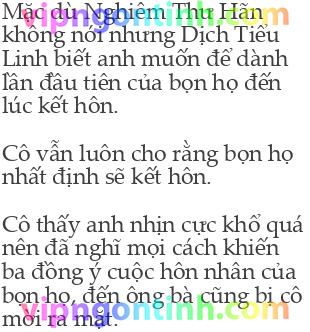 Mặc dù Nghiêm Thư Hãn
không nói nhưng Dịch Tiểu
Linh biết anh muốn để dành
lần đầu tiên của bọn họ đến
lúc kết hôn.
Cô vẫn luôn cho rằng bọn họ
nhất định sẽ kết hôn.
Cô thấy anh nhịn cực khổ quá
nên đã nghĩ mọi cách khiến
ba đồng ý cuộc hôn nhân của
bọn họ, đến ông bà cũng bị cô
mời ra mặt.
vipngontinh.com
vipngontinh.com